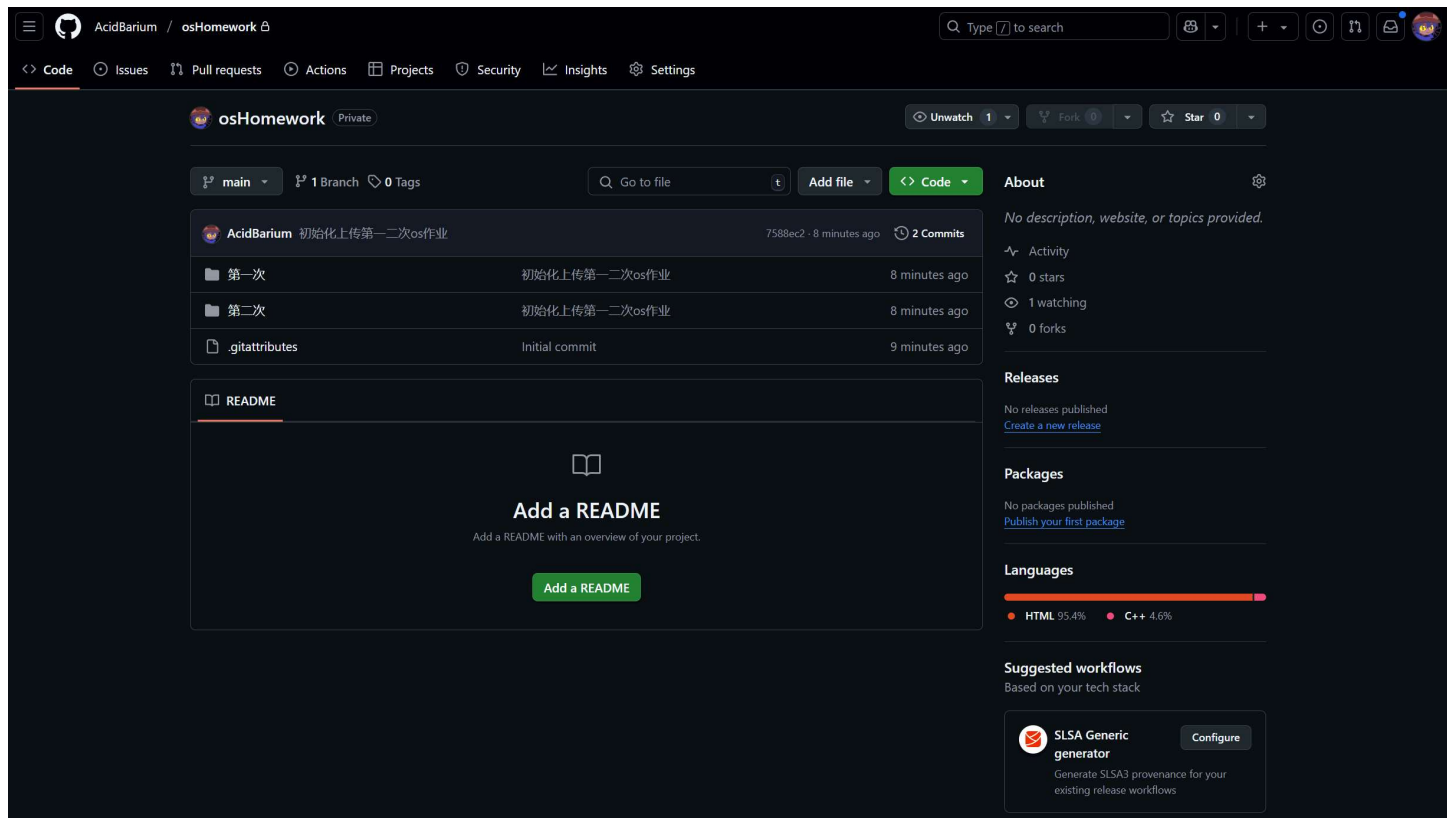 AcidBarium / osHomework
Type / to search
Code Issues Pull requests Actions Projects Security Insights Settings
osHomework Private
Unwatch 1 Fork 0 Star 0
main 1 Branch 0 Tags Go to file t Add file Code
AcidBarium 初始化上传第一二次os作业 7588ec2 · 8 minutes ago 2 Commits
第一次 初始化上传第一二次os作业 8 minutes ago
第二次 初始化上传第一二次os作业 8 minutes ago
.gitattributes Initial commit 9 minutes ago
README
Add a README
Add a README with an overview of your project.
Add a README
About
No description, website, or topics provided.
Activity
0 stars
1 watching
0 forks
Releases
No releases published
Create a new release
Packages
No packages published
Publish your first package
Languages
HTML 95.4% C++ 4.6%
Suggested workflows
Based on your tech stack
SLSA Generic
generator
Configure
Generate SLSA3 provenance for your
existing release workflows